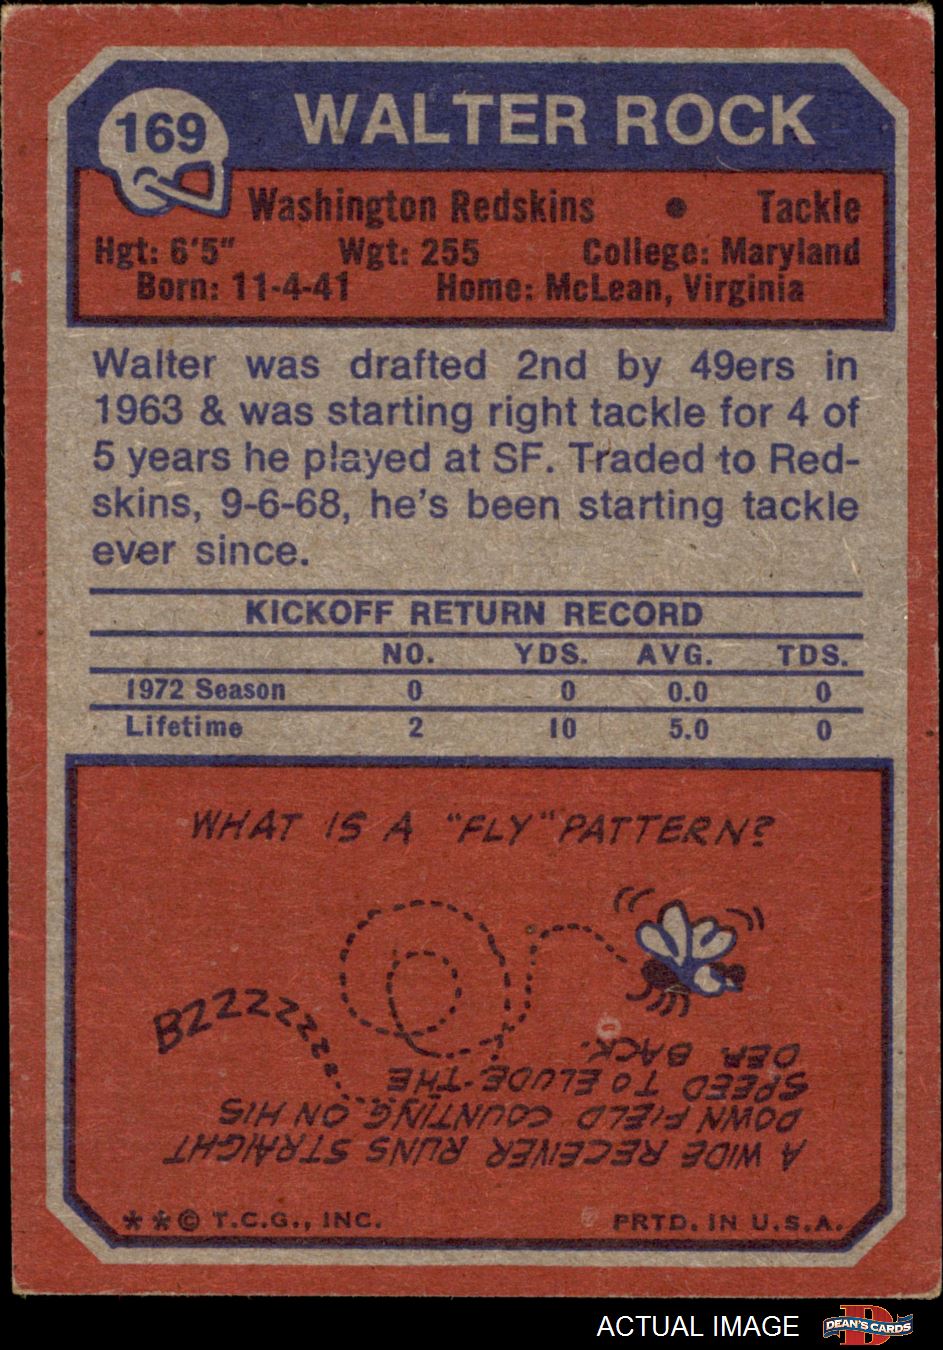 169
WALTER ROCK
Washington Redskins • Tackle
Hgt: 6'5" Wgt: 255 College: Maryland
Born: 11-4-41 Home: McLean, Virginia
Walter was drafted 2nd by 49ers in
1963 & was starting right tackle for 4 of
5 years he played at SF. Traded to Red-
skins, 9-6-68, he's been starting tackle
ever since.
KICKOFF RETURN RECORD
NO. YDS. AVG. TDS.
1972 Season 0 0 0.0 0
Lifetime 2 10 5.0 0
WHAT IS A "FLY" PATTERN?
BZZZZZZZZ...
A WIDE RECEIVER RUNS STRAIGHT
DOWN FIELD COUNTING ON HIS
SPEED TO ELUDE THE
DEF. BACK.
**© T.C.G., INC. PRTD. IN U.S.A.
ACTUAL IMAGE
DEAN'S CARDS